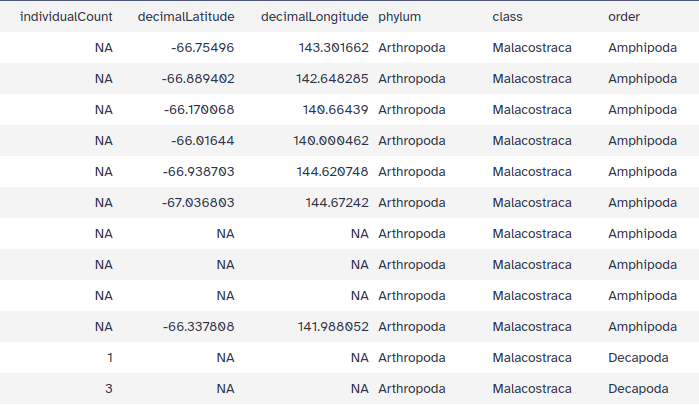 individualCount decimalLatitude decimalLongitude phylum class order
NA -66.75496 143.301662 Arthropoda Malacostraca Amphipoda
NA -66.889402 142.648285 Arthropoda Malacostraca Amphipoda
NA -66.170068 140.66439 Arthropoda Malacostraca Amphipoda
NA -66.01644 140.000462 Arthropoda Malacostraca Amphipoda
NA -66.938703 144.620748 Arthropoda Malacostraca Amphipoda
NA -67.036803 144.67242 Arthropoda Malacostraca Amphipoda
NA NA NA Arthropoda Malacostraca Amphipoda
NA NA NA Arthropoda Malacostraca Amphipoda
NA NA NA Arthropoda Malacostraca Amphipoda
NA -66.337808 141.988052 Arthropoda Malacostraca Amphipoda
1 NA NA Arthropoda Malacostraca Decapoda
3 NA NA Arthropoda Malacostraca Decapoda